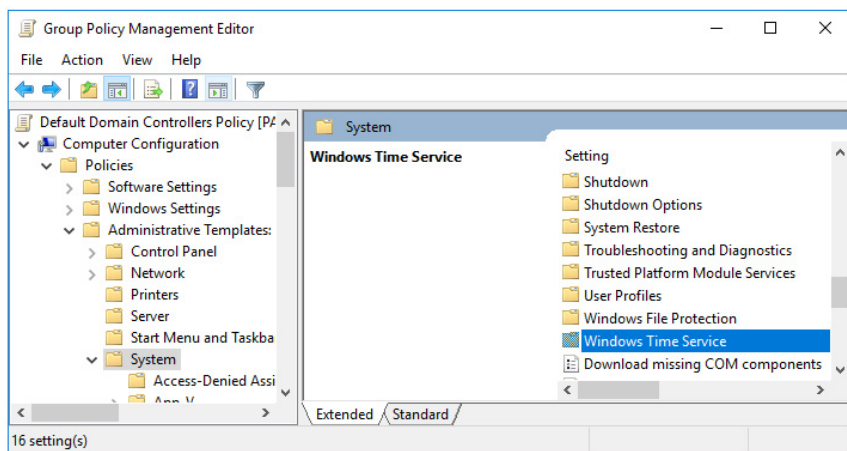 Group Policy Management Editor
File Action View Help
Default Domain Controllers Policy [PA
Computer Configuration
Policies
Software Settings
Windows Settings
Administrative Templates:
Control Panel
Network
Printers
Server
Start Menu and Taskba
System
Access-Denied Assi
App-V
System
Windows Time Service
Setting
Shutdown
Shutdown Options
System Restore
Troubleshooting and Diagnostics
Trusted Platform Module Services
User Profiles
Windows File Protection
Windows Time Service
Download missing COM components
Extended Standard
16 setting(s)